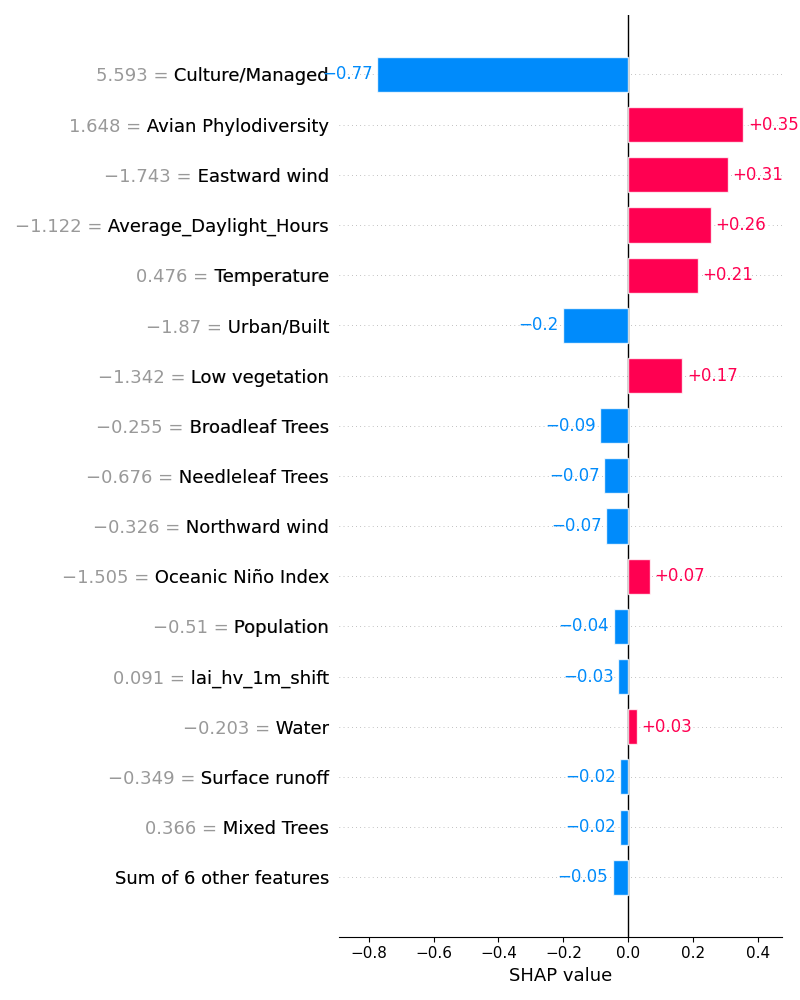 5.593 = Culture/Managed −0.77
1.648 = Avian Phylodiversity +0.35
−1.743 = Eastward wind +0.31
−1.122 = Average_Daylight_Hours +0.26
0.476 = Temperature +0.21
−1.87 = Urban/Built −0.2
−1.342 = Low vegetation +0.17
−0.255 = Broadleaf Trees −0.09
−0.676 = Needleleaf Trees −0.07
−0.326 = Northward wind −0.07
−1.505 = Oceanic Niño Index +0.07
−0.51 = Population −0.04
0.091 = lai_hv_1m_shift −0.03
−0.203 = Water +0.03
−0.349 = Surface runoff −0.02
0.366 = Mixed Trees −0.02
Sum of 6 other features −0.05
−0.8 −0.6 −0.4 −0.2 0.0 0.2 0.4
SHAP value